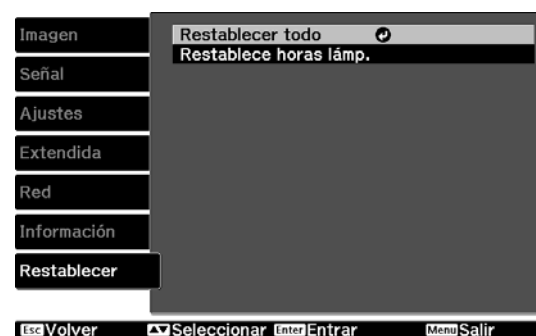 Imagen
Señal
Ajustes
Extendida
Red
Información
Restablecer
Restablecer todo
Restablece horas lámp.
Esc Volver Seleccionar Enter Entrar Menu Salir